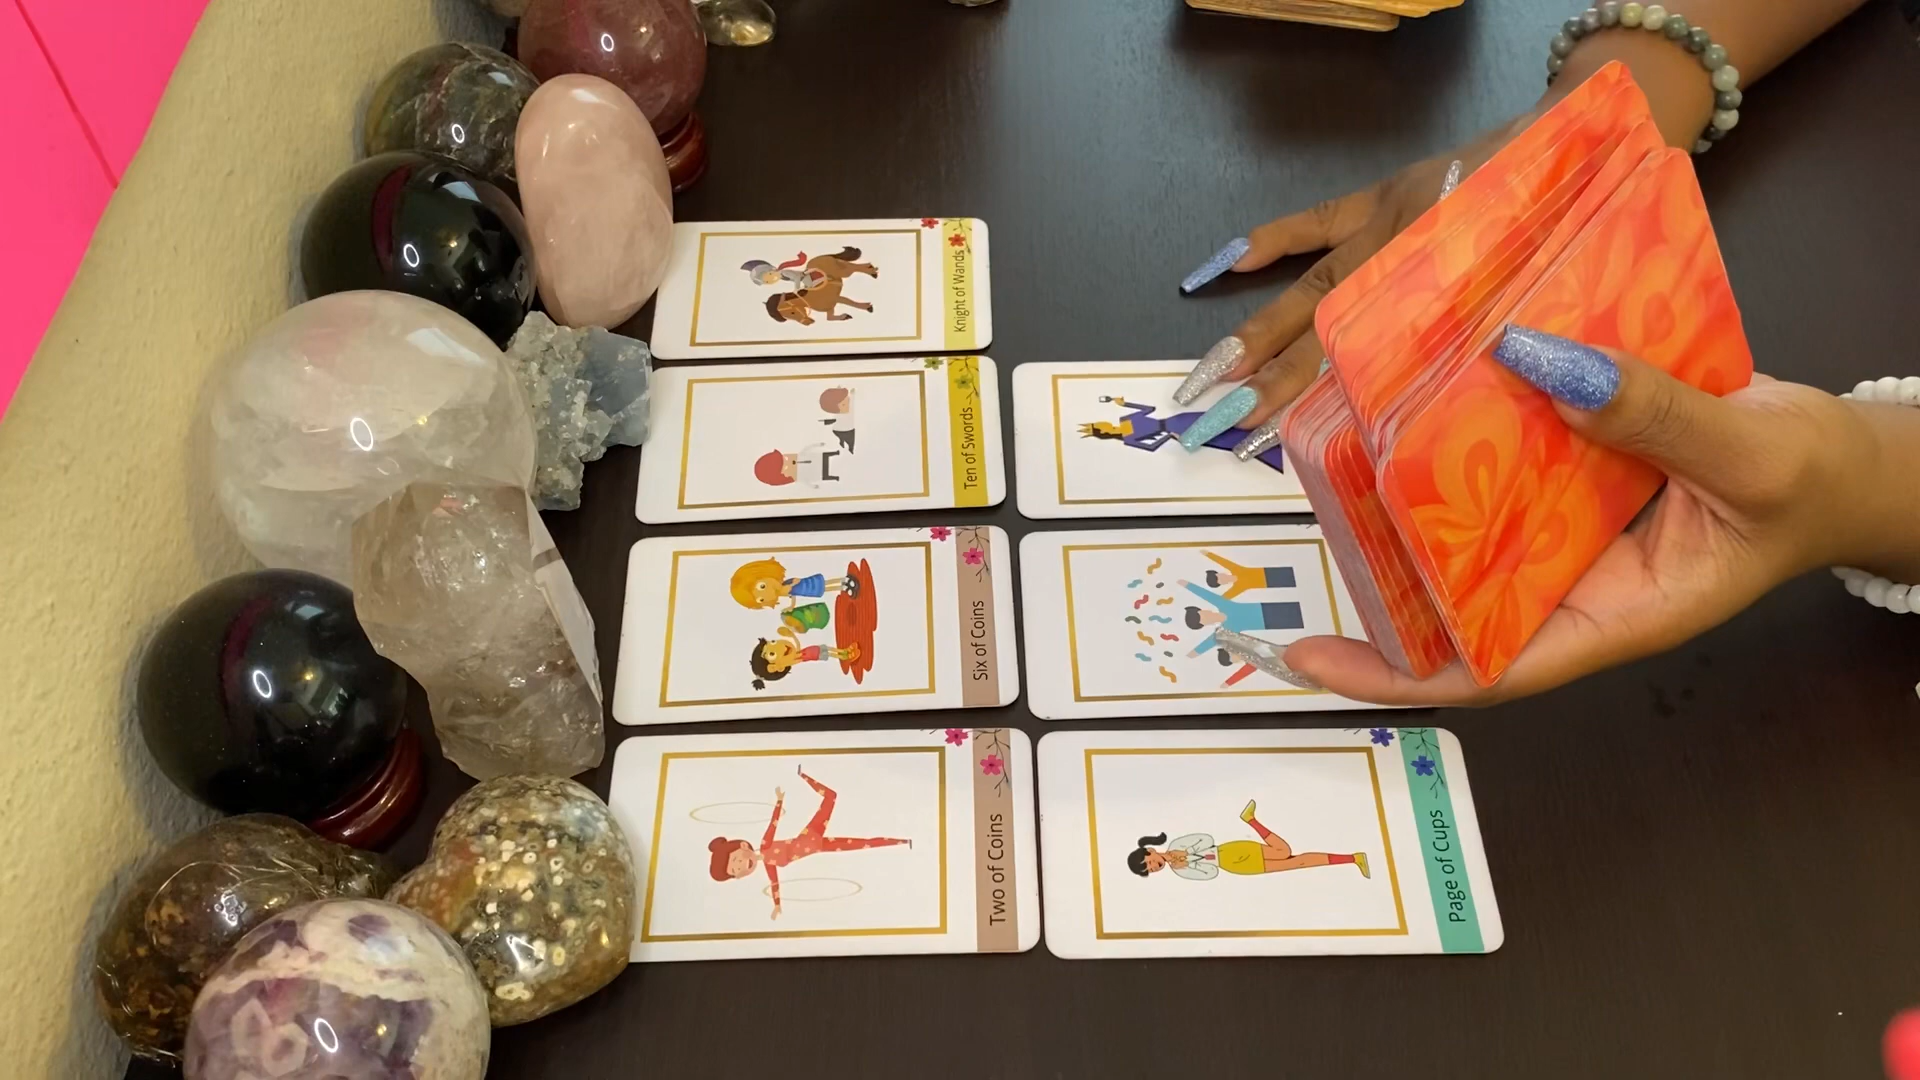 Knight of Wands
Ten of Swords
Six of Coins
Two of Coins
Page of Cups